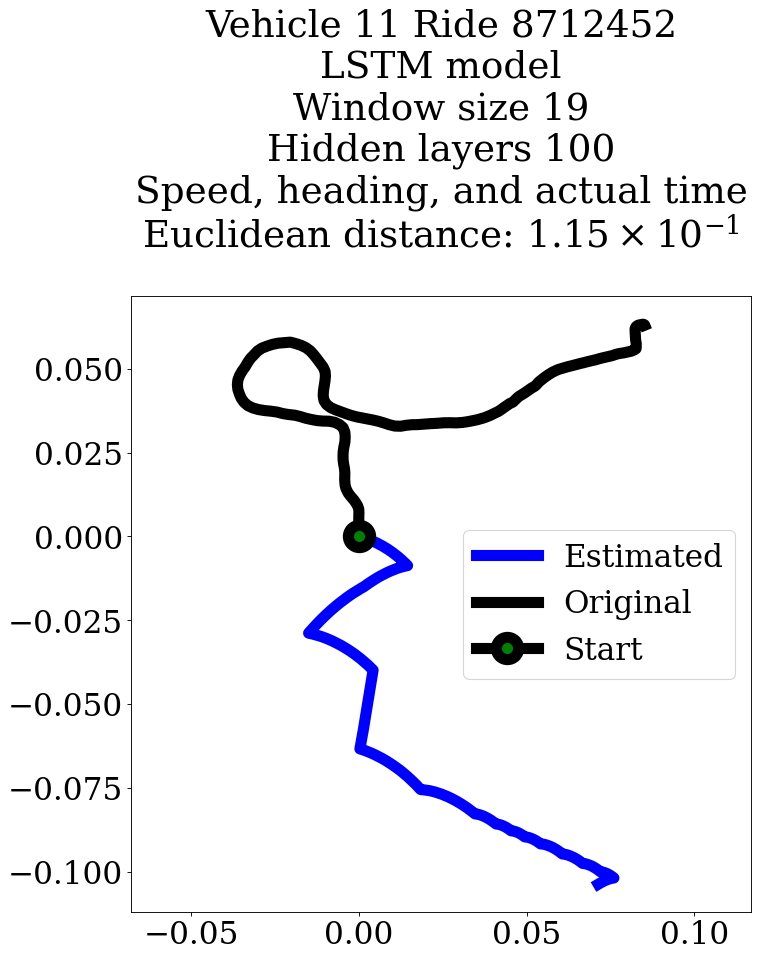 Vehicle 11 Ride 8712452
LSTM model
Window size 19
Hidden layers 100
Speed, heading, and actual time
Euclidean distance: 1.15 × 10⁻¹
0.050
0.025
0.000
−0.025
−0.050
−0.075
−0.100
Estimated
Original
Start
−0.05 0.00 0.05 0.10